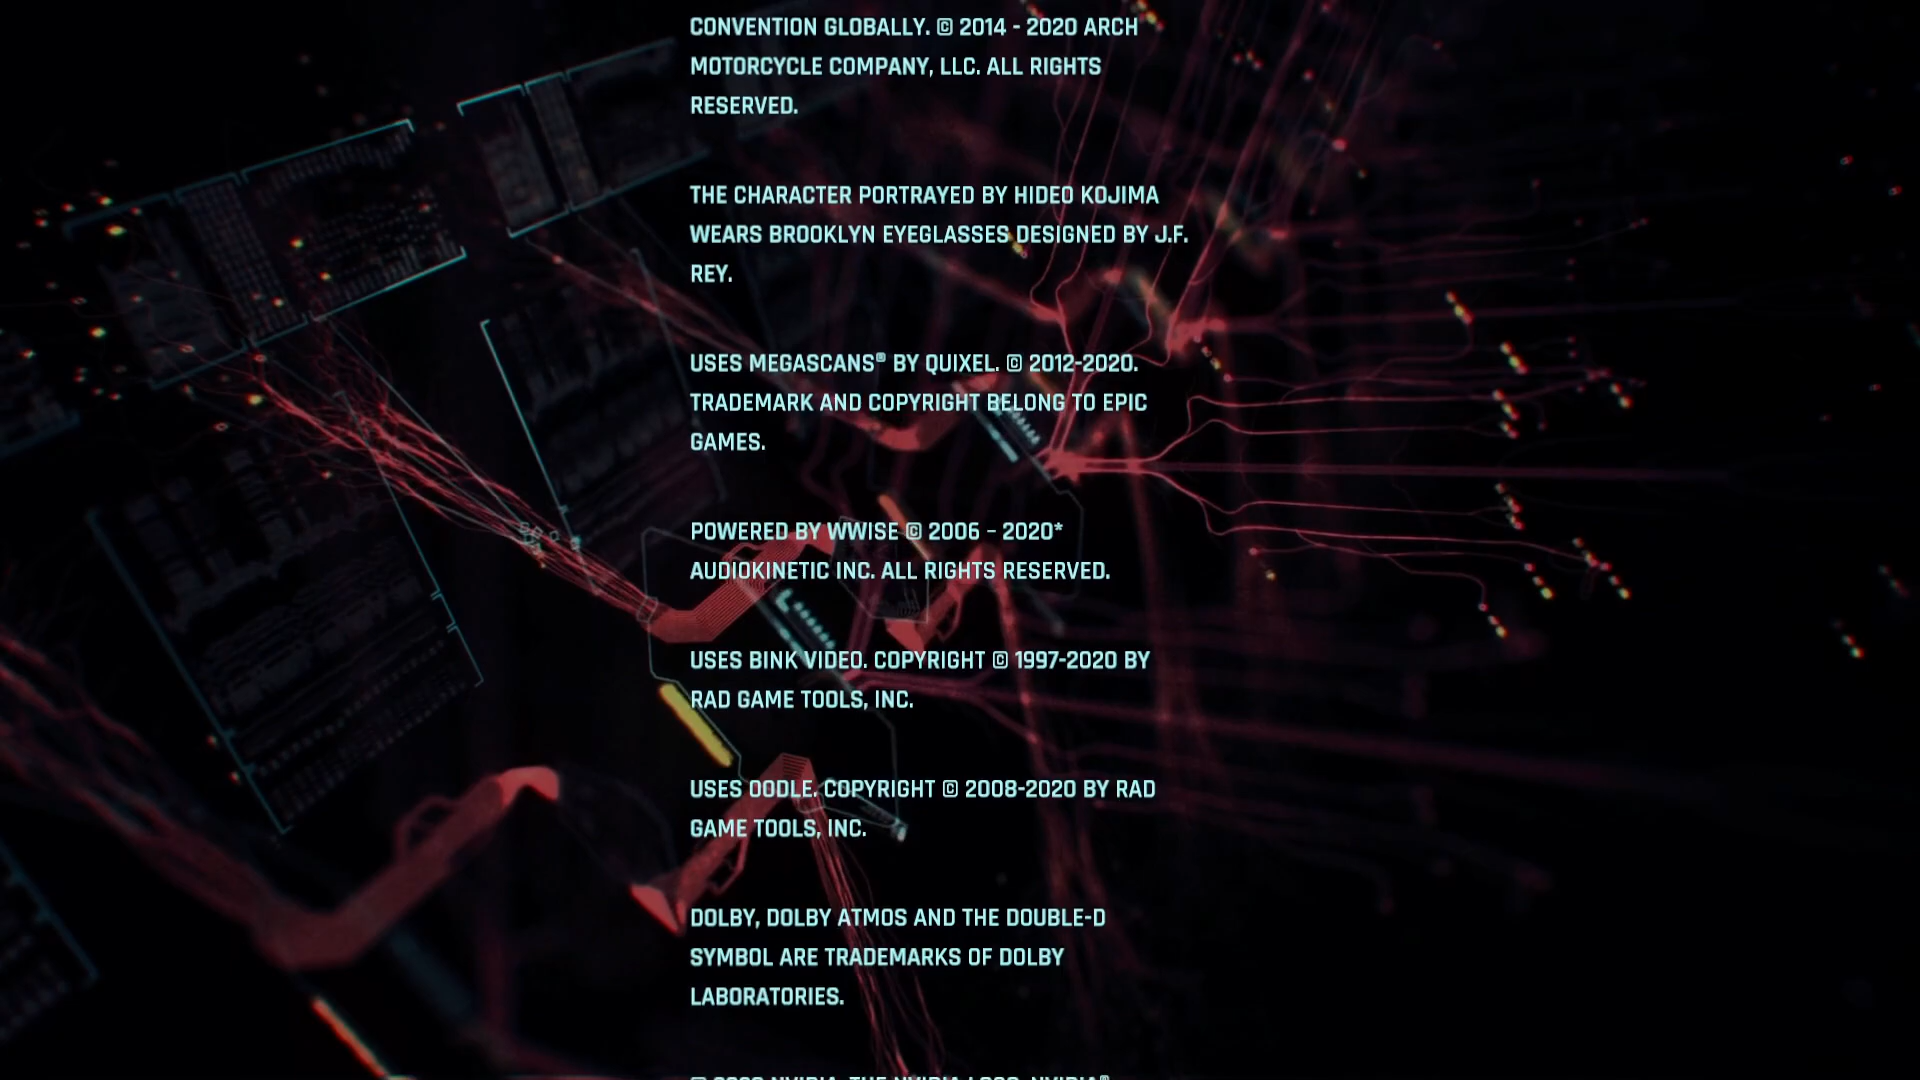 CONVENTION GLOBALLY. © 2014 - 2020 ARCH
MOTORCYCLE COMPANY, LLC. ALL RIGHTS
RESERVED.
THE CHARACTER PORTRAYED BY HIDEO KOJIMA
WEARS BROOKLYN EYEGLASSES DESIGNED BY J.F.
REY.
USES MEGASCANS® BY QUIXEL. © 2012-2020.
TRADEMARK AND COPYRIGHT BELONG TO EPIC
GAMES.
POWERED BY WWISE © 2006 – 2020*
AUDIOKINETIC INC. ALL RIGHTS RESERVED.
USES BINK VIDEO. COPYRIGHT © 1997-2020 BY
RAD GAME TOOLS, INC.
USES OODLE. COPYRIGHT © 2008-2020 BY RAD
GAME TOOLS, INC.
DOLBY, DOLBY ATMOS AND THE DOUBLE-D
SYMBOL ARE TRADEMARKS OF DOLBY
LABORATORIES.